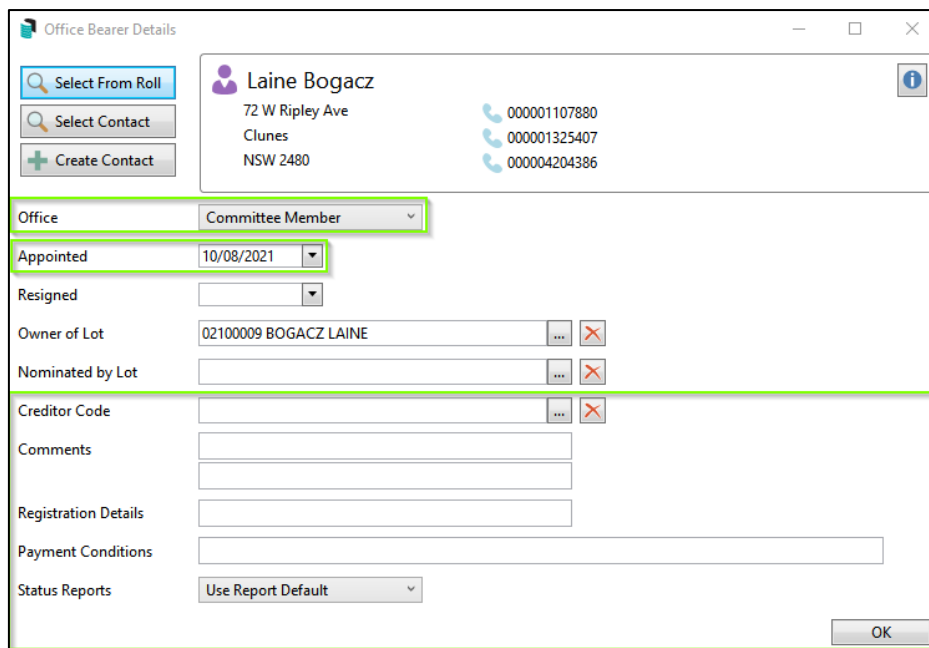 Office Bearer Details
Select From Roll
Select Contact
Create Contact
Laine Bogacz
72 W Ripley Ave
Clunes
NSW 2480
000001107880
000001325407
000004204386
Office Committee Member
Appointed 10/08/2021
Resigned
Owner of Lot 02100009 BOGACZ LAINE ...
Nominated by Lot ...
Creditor Code ...
Comments
Registration Details
Payment Conditions
Status Reports Use Report Default
OK